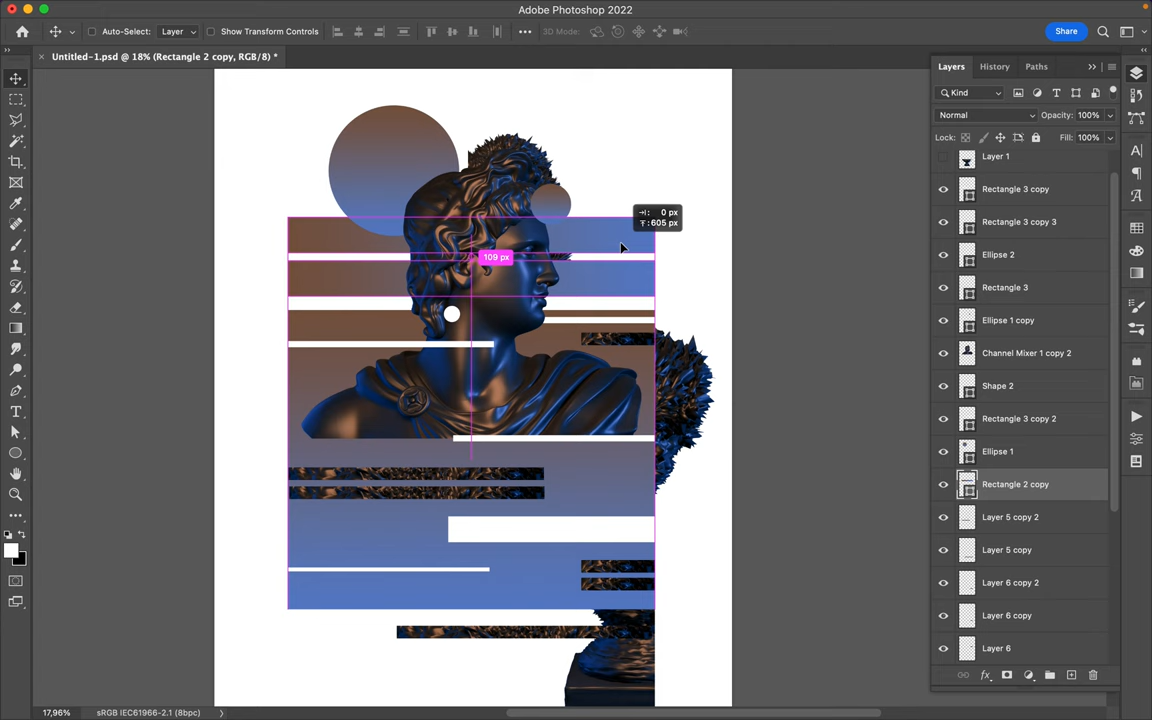 Adobe Photoshop 2022
Auto-Select: Layer Show Transform Controls 3D Mode: Share
Untitled-1.psd @ 18% (Rectangle 2 copy, RGB/8) *
Layers History Paths
Kind
Normal Opacity: 100%
Lock: Fill: 100%
Layer 1
Rectangle 3 copy
Rectangle 3 copy 3
Ellipse 2
Rectangle 3
Ellipse 1 copy
Channel Mixer 1 copy 2
Shape 2
Rectangle 3 copy 2
Ellipse 1
Rectangle 2 copy
Layer 5 copy 2
Layer 5 copy
Layer 6 copy 2
Layer 6 copy
Layer 6
0 px
605 px
109 px
17,96% sRGB IEC61966-2.1 (8bpc)